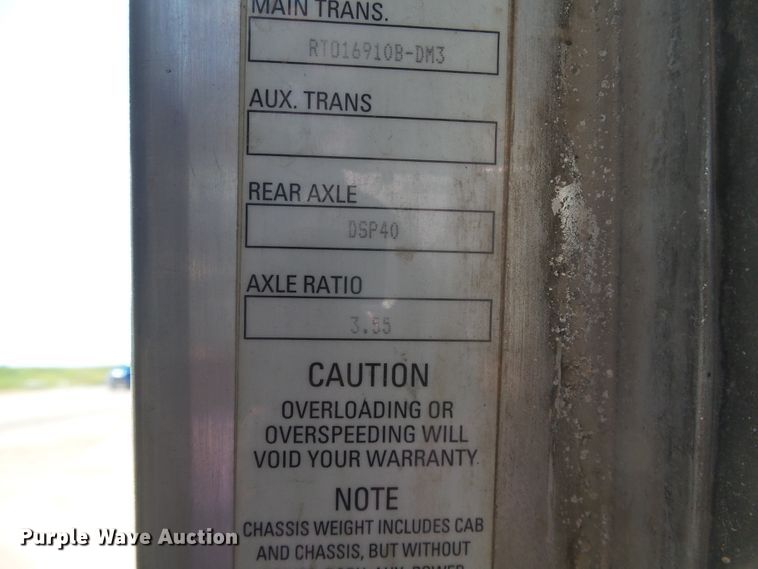 MAIN TRANS.
RTO16910B-DM3
AUX. TRANS
REAR AXLE
DSP40
AXLE RATIO
3.55
CAUTION
OVERLOADING OR
OVERSPEEDING WILL
VOID YOUR WARRANTY.
NOTE
CHASSIS WEIGHT INCLUDES CAB
AND CHASSIS, BUT WITHOUT
Purple Wave Auction